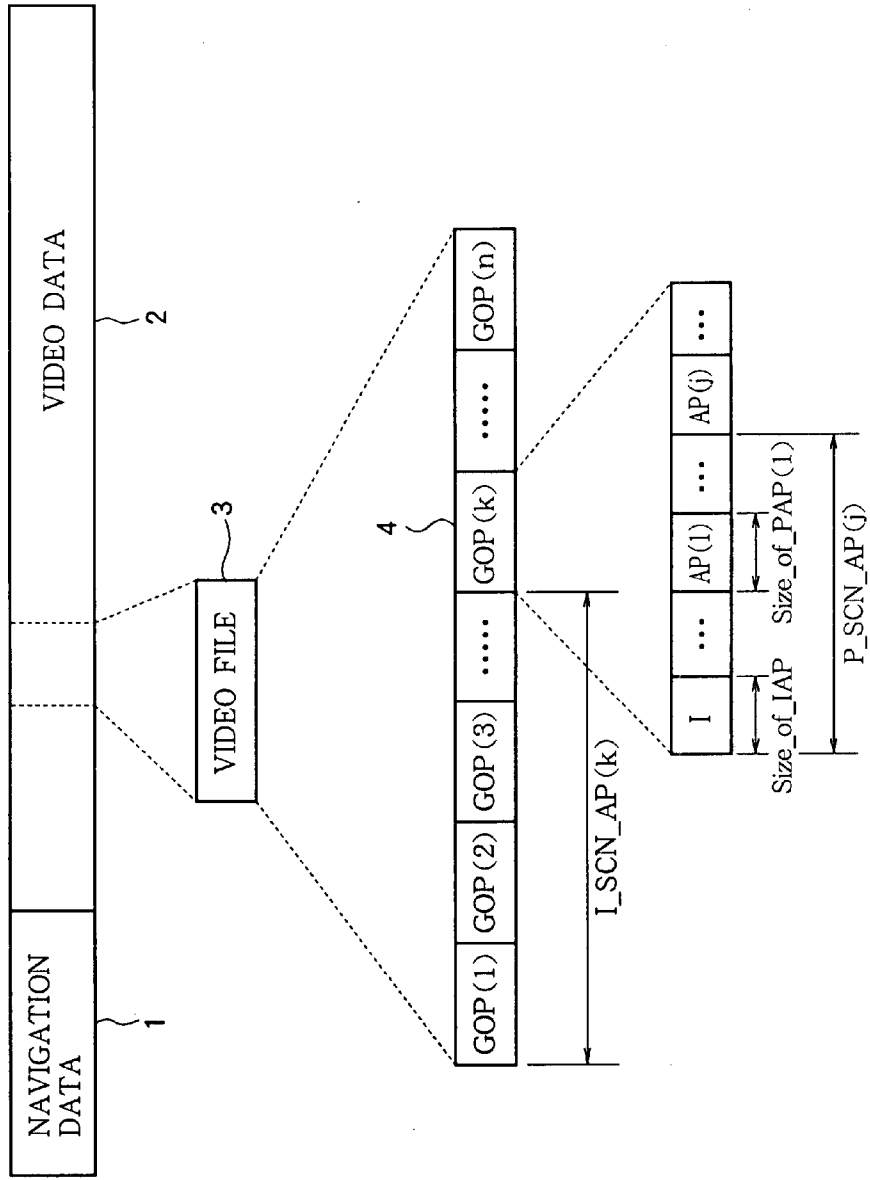 NAVIGATION
DATA
VIDEO DATA
1
2
VIDEO FILE
3
4
GOP(1) GOP(2) GOP(3) ..... GOP(k) ..... GOP(n)
I_SCN_AP(k)
I ... AP(1) ... AP(j) ...
Size_of_IAP
Size_of_PAP(1)
P_SCN_AP(j)